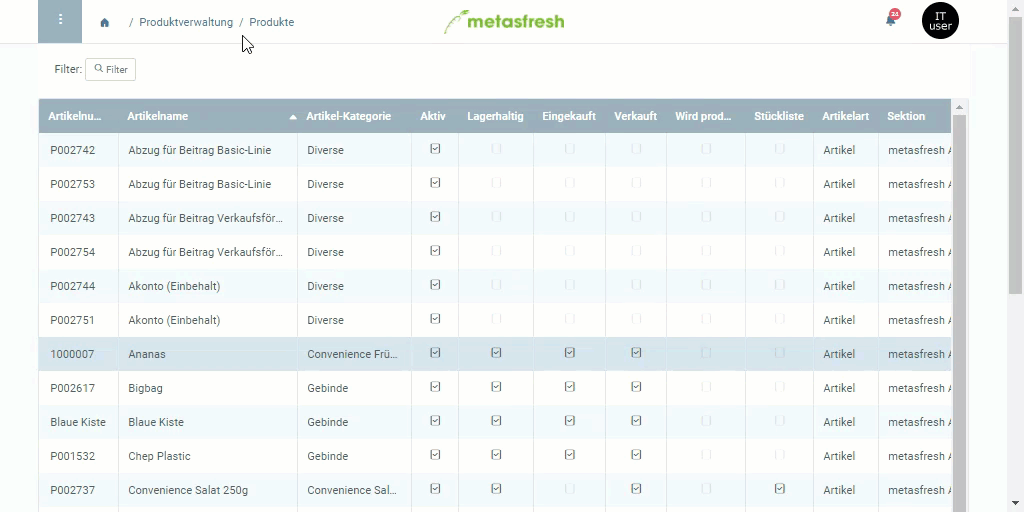 / Produktverwaltung / Produkte
metasfresh
24
IT user
Filter: Filter
Artikelnu... Artikelname Artikel-Kategorie Aktiv Lagerhaltig Eingekauft Verkauft Wird prod... Stückliste Artikelart Sektion
P002742 Abzug für Beitrag Basic-Linie Diverse Artikel metasfresh A
P002753 Abzug für Beitrag Basic-Linie Diverse Artikel metasfresh A
P002743 Abzug für Beitrag Verkaufsför... Diverse Artikel metasfresh A
P002754 Abzug für Beitrag Verkaufsför... Diverse Artikel metasfresh A
P002744 Akonto (Einbehalt) Diverse Artikel metasfresh A
P002751 Akonto (Einbehalt) Diverse Artikel metasfresh A
1000007 Ananas Convenience Frü... Artikel metasfresh A
P002617 Bigbag Gebinde Artikel metasfresh A
Blaue Kiste Blaue Kiste Gebinde Artikel metasfresh A
P001532 Chep Plastic Gebinde Artikel metasfresh A
P002737 Convenience Salat 250g Convenience Sal... Artikel metasfresh A